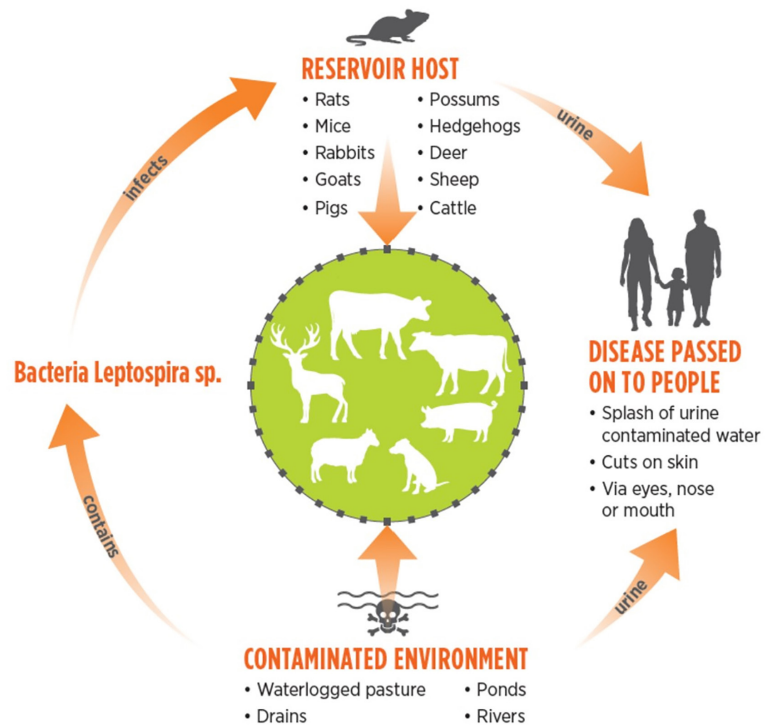 RESERVOIR HOST
• Rats
• Mice
• Rabbits
• Goats
• Pigs
• Possums
• Hedgehogs
• Deer
• Sheep
• Cattle
urine
infects
DISEASE PASSED
ON TO PEOPLE
• Splash of urine
contaminated water
• Cuts on skin
• Via eyes, nose
or mouth
Bacteria Leptospira sp.
contains
urine
CONTAMINATED ENVIRONMENT
• Waterlogged pasture
• Drains
• Ponds
• Rivers